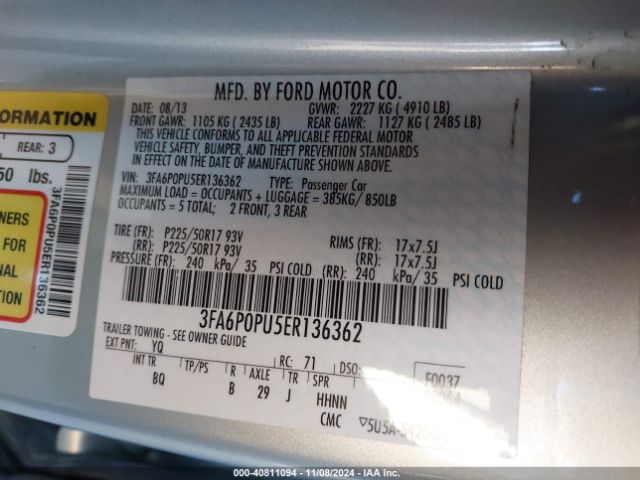 MFD. BY FORD MOTOR CO.
DATE: 08/13 GVWR: 2227 KG ( 4910 LB)
FRONT GAWR: 1105 KG ( 2435 LB) REAR GAWR: 1127 KG ( 2485 LB)
THIS VEHICLE CONFORMS TO ALL APPLICABLE FEDERAL MOTOR
VEHICLE SAFETY, BUMPER, AND THEFT PREVENTION STANDARDS
IN EFFECT ON THE DATE OF MANUFACTURE SHOWN ABOVE.
VIN: 3FA6P0PU5ER136362 TYPE: Passenger Car
MAXIMUM LOAD = OCCUPANTS + LUGGAGE = 385KG/ 850LB
OCCUPANTS = 5 TOTAL; 2 FRONT, 3 REAR
TIRE (FR): P225/50R17 93V RIMS (FR): 17x7.5J
(RR): P225/50R17 93V (RR): 17x7.5J
PRESSURE (FR): 240 kPa/ 35 PSI COLD (RR): 240 kPa/ 35 PSI COLD
3FA6P0PU5ER136362
TRAILER TOWING - SEE OWNER GUIDE
EXT PNT: YQ RC: 71 DSO:
INT TR TP/PS R AXLE TR SPR
BQ B 29 J HHNN
CMC
F0037
ORMATION
REAR: 3
50 lbs.
NERS
FOR
NAL
TION
3FA6P0PU5ER136362
000-40811094 - 11/08/2024 - IAA Inc.